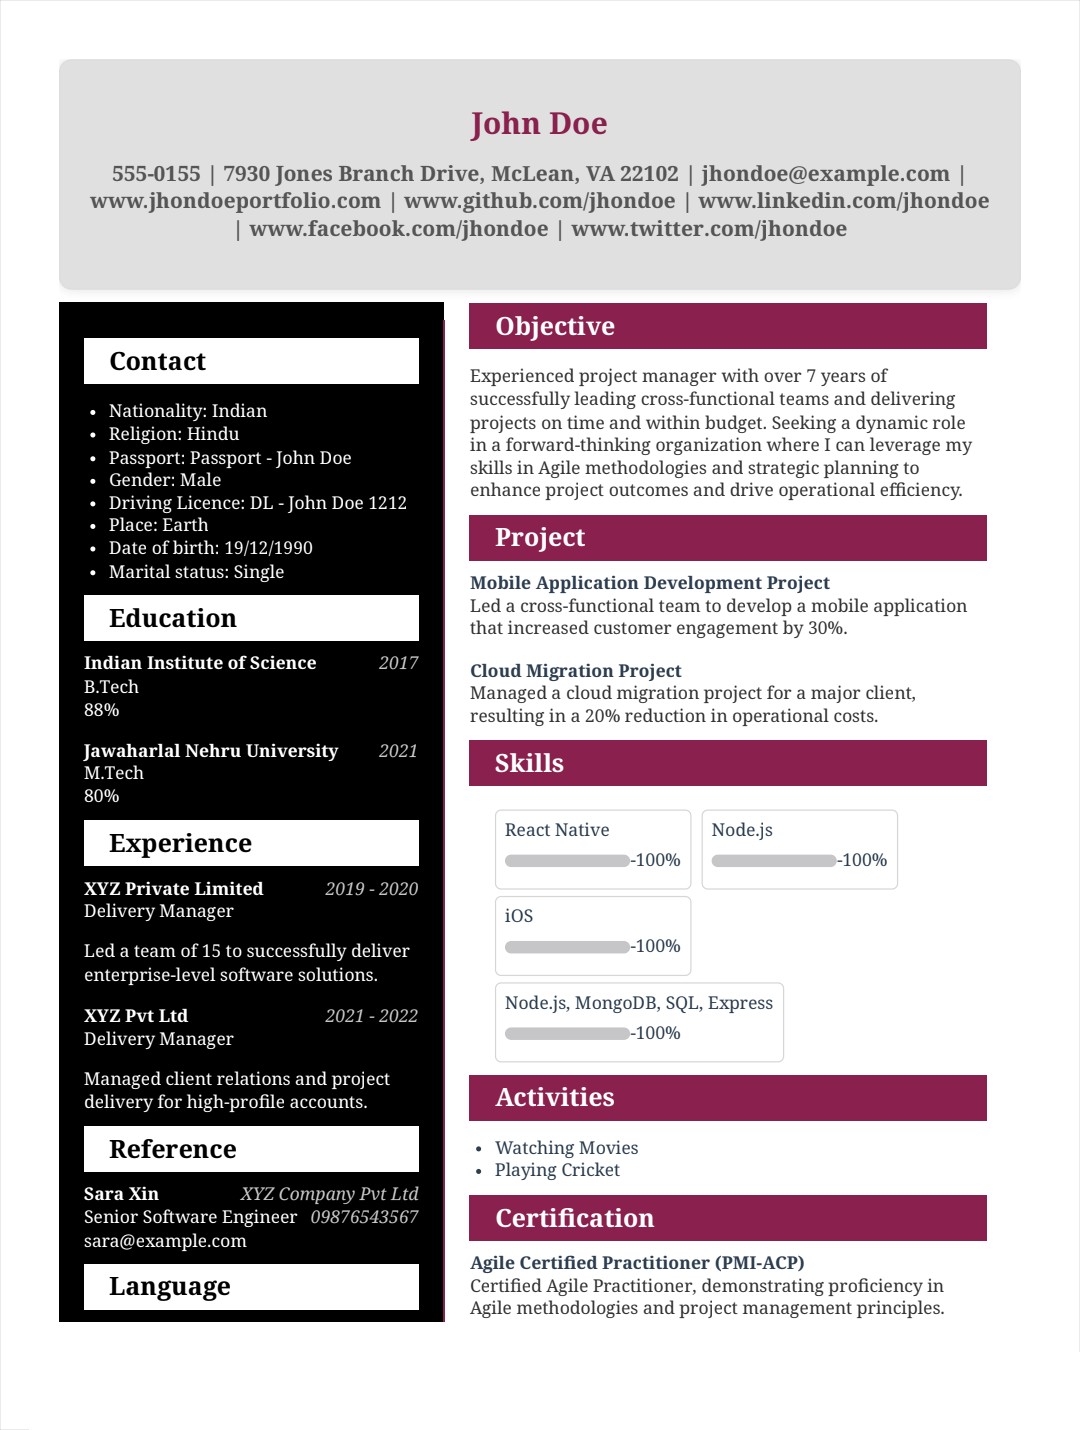 John Doe
555-0155 | 7930 Jones Branch Drive, McLean, VA 22102 | jhondoe@example.com |
www.jhondoeportfolio.com | www.github.com/jhondoe | www.linkedin.com/jhondoe
| www.facebook.com/jhondoe | www.twitter.com/jhondoe
Contact
• Nationality: Indian
• Religion: Hindu
• Passport: Passport - John Doe
• Gender: Male
• Driving Licence: DL - John Doe 1212
• Place: Earth
• Date of birth: 19/12/1990
• Marital status: Single
Education
Indian Institute of Science 2017
B.Tech
88%
Jawaharlal Nehru University 2021
M.Tech
80%
Experience
XYZ Private Limited 2019 - 2020
Delivery Manager
Led a team of 15 to successfully deliver
enterprise-level software solutions.
XYZ Pvt Ltd 2021 - 2022
Delivery Manager
Managed client relations and project
delivery for high-profile accounts.
Reference
Sara Xin XYZ Company Pvt Ltd
Senior Software Engineer 09876543567
sara@example.com
Language
Objective
Experienced project manager with over 7 years of
successfully leading cross-functional teams and delivering
projects on time and within budget. Seeking a dynamic role
in a forward-thinking organization where I can leverage my
skills in Agile methodologies and strategic planning to
enhance project outcomes and drive operational efficiency.
Project
Mobile Application Development Project
Led a cross-functional team to develop a mobile application
that increased customer engagement by 30%.
Cloud Migration Project
Managed a cloud migration project for a major client,
resulting in a 20% reduction in operational costs.
Skills
React Native
-100%
Node.js
-100%
iOS
-100%
Node.js, MongoDB, SQL, Express
-100%
Activities
• Watching Movies
• Playing Cricket
Certification
Agile Certified Practitioner (PMI-ACP)
Certified Agile Practitioner, demonstrating proficiency in
Agile methodologies and project management principles.